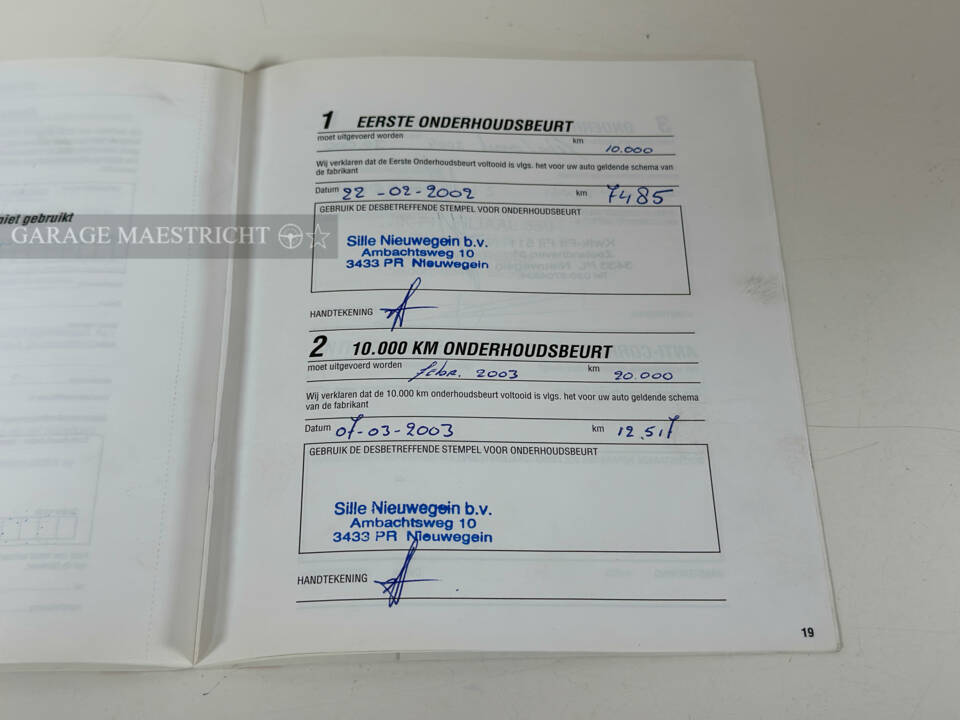 niet gebruikt
GARAGE MAESTRICHT
1 EERSTE ONDERHOUDSBEURT
moet uitgevoerd worden km 10.000
Wij verklaren dat de Eerste Onderhoudsbeurt voltooid is vlgs. het voor uw auto geldende schema van
de fabrikant
Datum 22-02-2002 km 7485
GEBRUIK DE DESBETREFFENDE STEMPEL VOOR ONDERHOUDSBEURT
Sille Nieuwegein b.v.
Ambachtsweg 10
3433 PR Nieuwegein
HANDTEKENING
2 10.000 KM ONDERHOUDSBEURT
moet uitgevoerd worden febr. 2003 km 20.000
Wij verklaren dat de 10.000 km onderhoudsbeurt voltooid is vlgs. het voor uw auto geldende schema
van de fabrikant
Datum 07-03-2003 km 12.517
GEBRUIK DE DESBETREFFENDE STEMPEL VOOR ONDERHOUDSBEURT
Sille Nieuwegein b.v.
Ambachtsweg 10
3433 PR Nieuwegein
HANDTEKENING
19